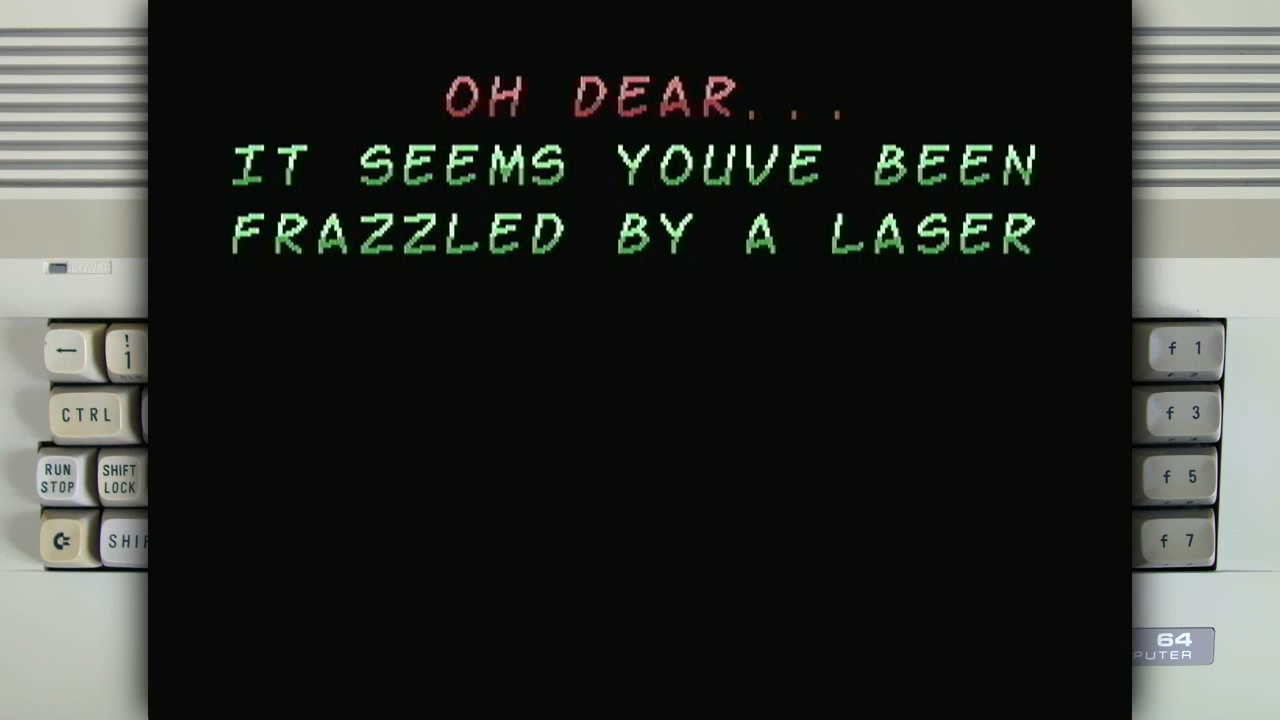 OH DEAR...
IT SEEMS YOUVE BEEN
FRAZZLED BY A LASER
←
!
1
CTRL
RUN
STOP
SHIFT
LOCK
f 1
f 3
f 5
f 7
64